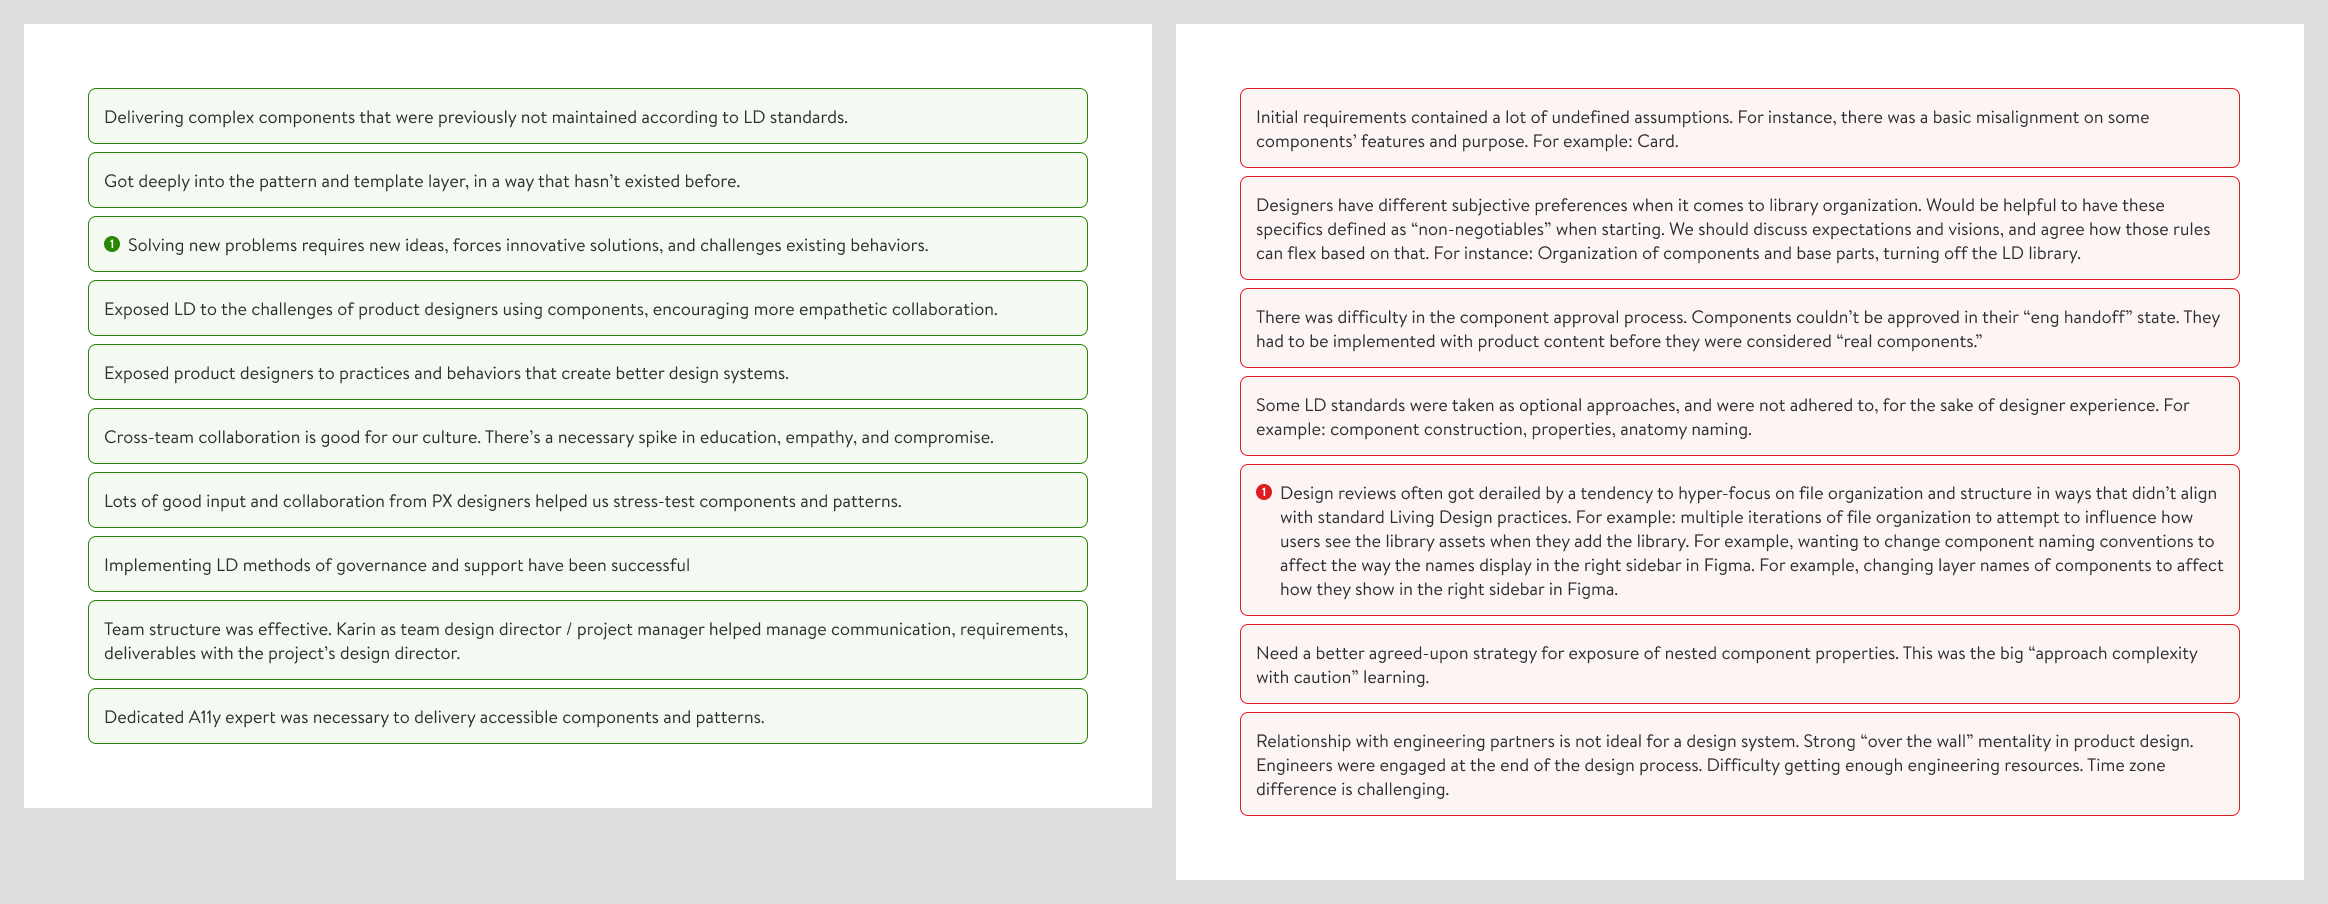 Delivering complex components that were previously not maintained according to LD standards.
Got deeply into the pattern and template layer, in a way that hasn’t existed before.
1 Solving new problems requires new ideas, forces innovative solutions, and challenges existing behaviors.
Exposed LD to the challenges of product designers using components, encouraging more empathetic collaboration.
Exposed product designers to practices and behaviors that create better design systems.
Cross-team collaboration is good for our culture. There’s a necessary spike in education, empathy, and compromise.
Lots of good input and collaboration from PX designers helped us stress-test components and patterns.
Implementing LD methods of governance and support have been successful
Team structure was effective. Karin as team design director / project manager helped manage communication, requirements,
deliverables with the project’s design director.
Dedicated A11y expert was necessary to delivery accessible components and patterns.
Initial requirements contained a lot of undefined assumptions. For instance, there was a basic misalignment on some
components’ features and purpose. For example: Card.
Designers have different subjective preferences when it comes to library organization. Would be helpful to have these
specifics defined as “non-negotiables” when starting. We should discuss expectations and visions, and agree how those rules
can flex based on that. For instance: Organization of components and base parts, turning off the LD library.
There was difficulty in the component approval process. Components couldn’t be approved in their “eng handoff” state. They
had to be implemented with product content before they were considered “real components.”
Some LD standards were taken as optional approaches, and were not adhered to, for the sake of designer experience. For
example: component construction, properties, anatomy naming.
1 Design reviews often got derailed by a tendency to hyper-focus on file organization and structure in ways that didn’t align
with standard Living Design practices. For example: multiple iterations of file organization to attempt to influence how
users see the library assets when they add the library. For example, wanting to change component naming conventions to
affect the way the names display in the right sidebar in Figma. For example, changing layer names of components to affect
how they show in the right sidebar in Figma.
Need a better agreed-upon strategy for exposure of nested component properties. This was the big “approach complexity
with caution” learning.
Relationship with engineering partners is not ideal for a design system. Strong “over the wall” mentality in product design.
Engineers were engaged at the end of the design process. Difficulty getting enough engineering resources. Time zone
difference is challenging.